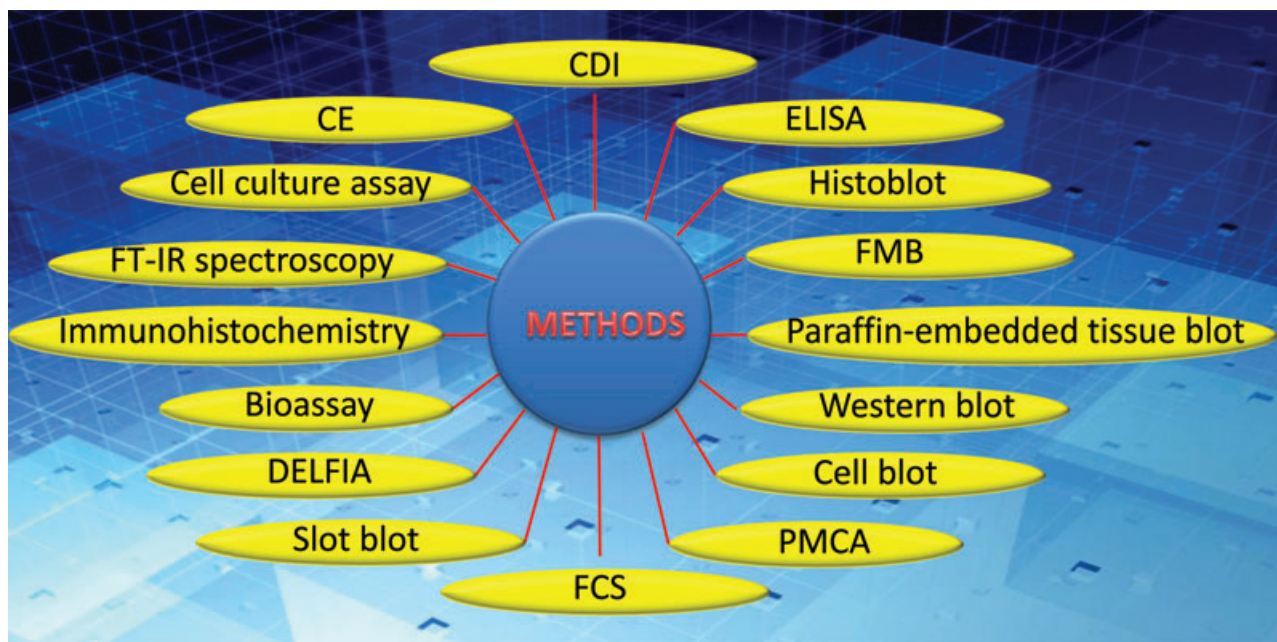 CDI
CE
ELISA
Cell culture assay
Histoblot
FT-IR spectroscopy
FMB
METHODS
Immunohistochemistry
Paraffin-embedded tissue blot
Bioassay
Western blot
DELFIA
Cell blot
Slot blot
PMCA
FCS